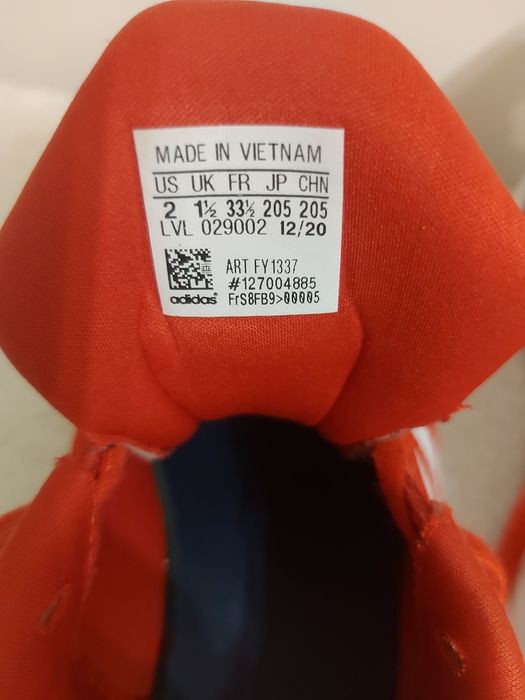 MADE IN VIETNAM
US UK FR JP CHN
2 1½ 33½ 205 205
LVL 029002 12/20
ART FY1337
#127004885
adidas® FrS8FB9>00005